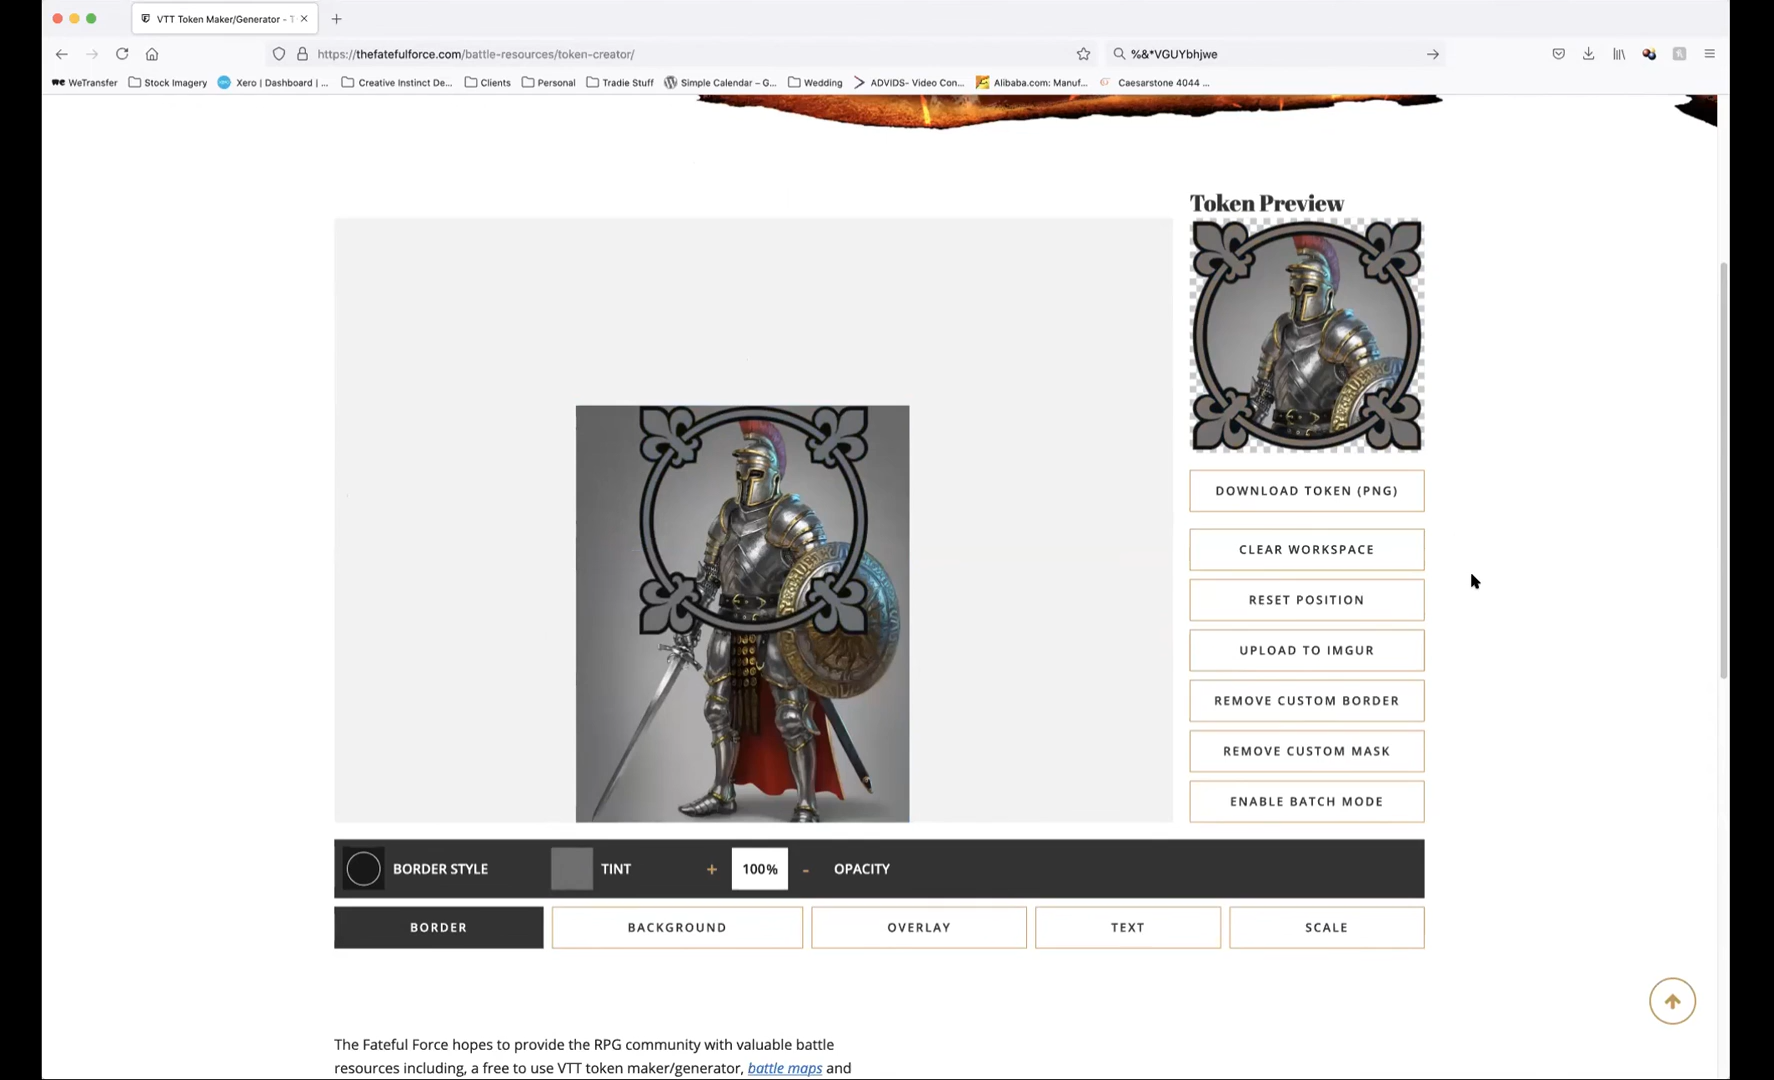 VTT Token Maker/Generator - T
https://thefatefulforce.com/battle-resources/token-creator/
%&*VGUYbhjwe
WeTransfer
Stock Imagery
Xero | Dashboard | ...
Creative Instinct De...
Clients
Personal
Tradie Stuff
Simple Calendar – G...
Wedding
ADVIDS- Video Con...
Alibaba.com: Manuf...
Caesarstone 4044 ...
Token Preview
DOWNLOAD TOKEN (PNG)
CLEAR WORKSPACE
RESET POSITION
UPLOAD TO IMGUR
REMOVE CUSTOM BORDER
REMOVE CUSTOM MASK
ENABLE BATCH MODE
BORDER STYLE
TINT
+
100%
-
OPACITY
BORDER
BACKGROUND
OVERLAY
TEXT
SCALE
The Fateful Force hopes to provide the RPG community with valuable battle
resources including, a free to use VTT token maker/generator, battle maps and